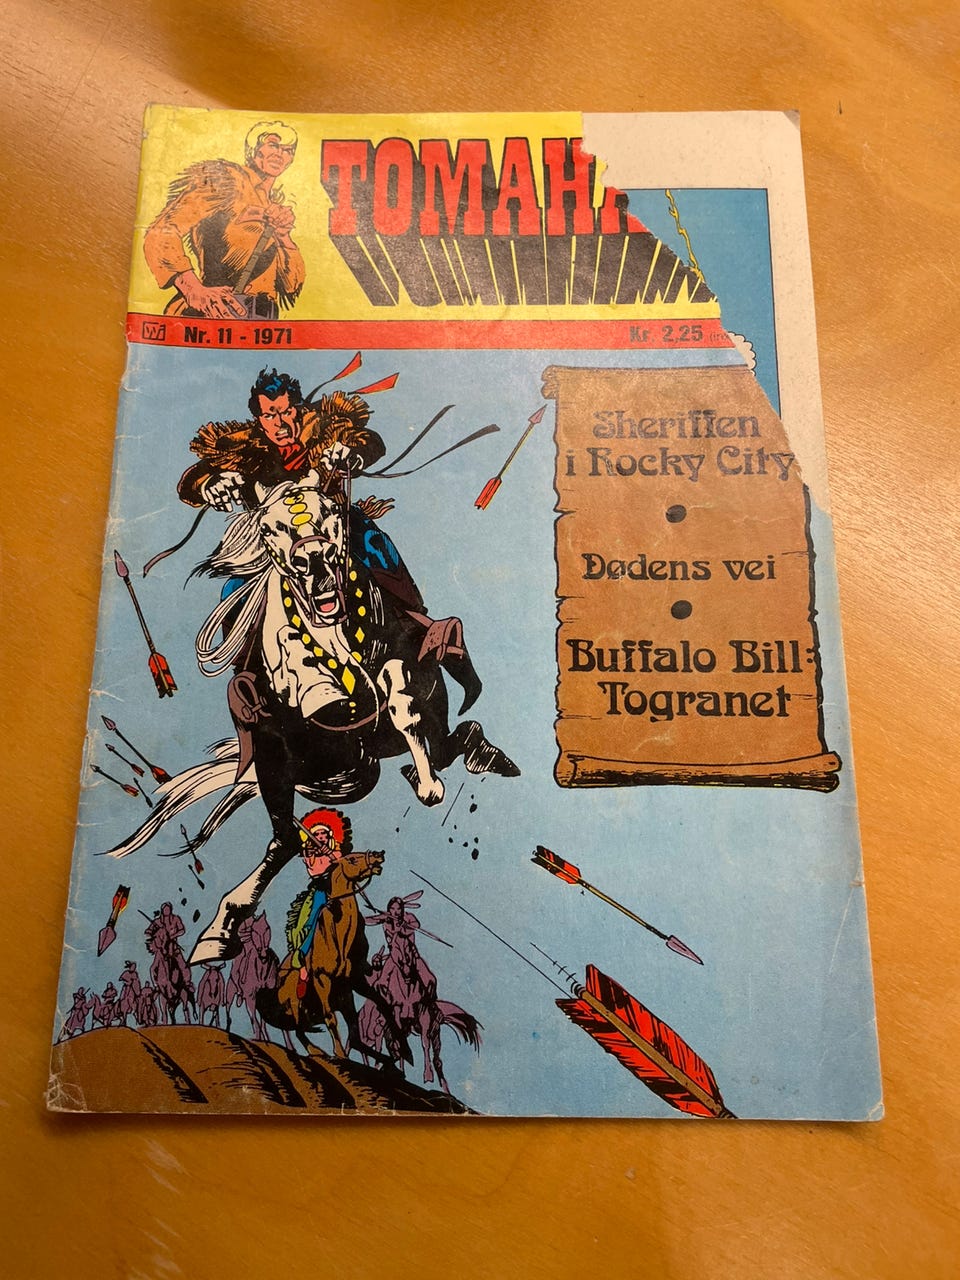 TOMAHA
Wi Nr. 11 - 1971 Kr. 2,25
Sheriffen
i Rocky City
Dødens vei
Buffalo Bill:
Togranet